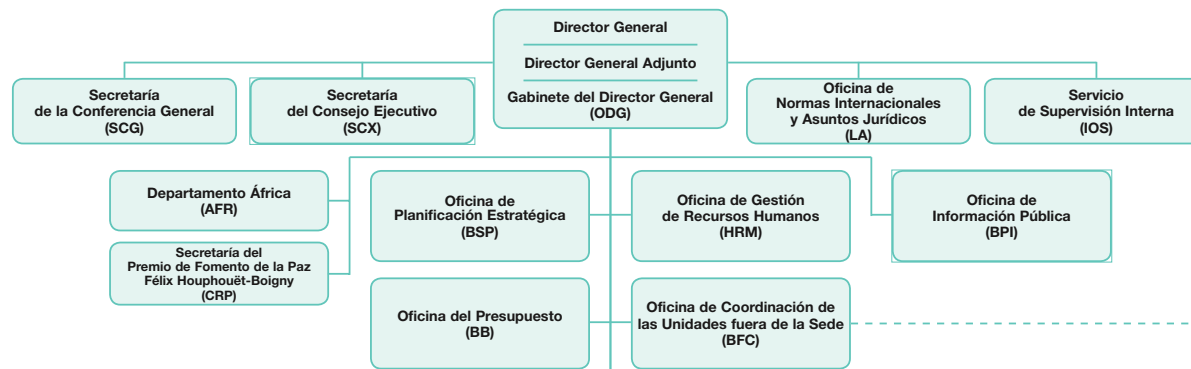 Director General
Director General Adjunto
Gabinete del Director General
(ODG)
Secretaría
de la Conferencia General
(SCG)
Secretaría
del Consejo Ejecutivo
(SCX)
Oficina de
Normas Internacionales
y Asuntos Jurídicos
(LA)
Servicio
de Supervisión Interna
(IOS)
Departamento África
(AFR)
Oficina de
Planificación Estratégica
(BSP)
Oficina de Gestión
de Recursos Humanos
(HRM)
Oficina de
Información Pública
(BPI)
Secretaría del
Premio de Fomento de la Paz
Félix Houphouët-Boigny
(CRP)
Oficina del Presupuesto
(BB)
Oficina de Coordinación de
las Unidades fuera de la Sede
(BFC)